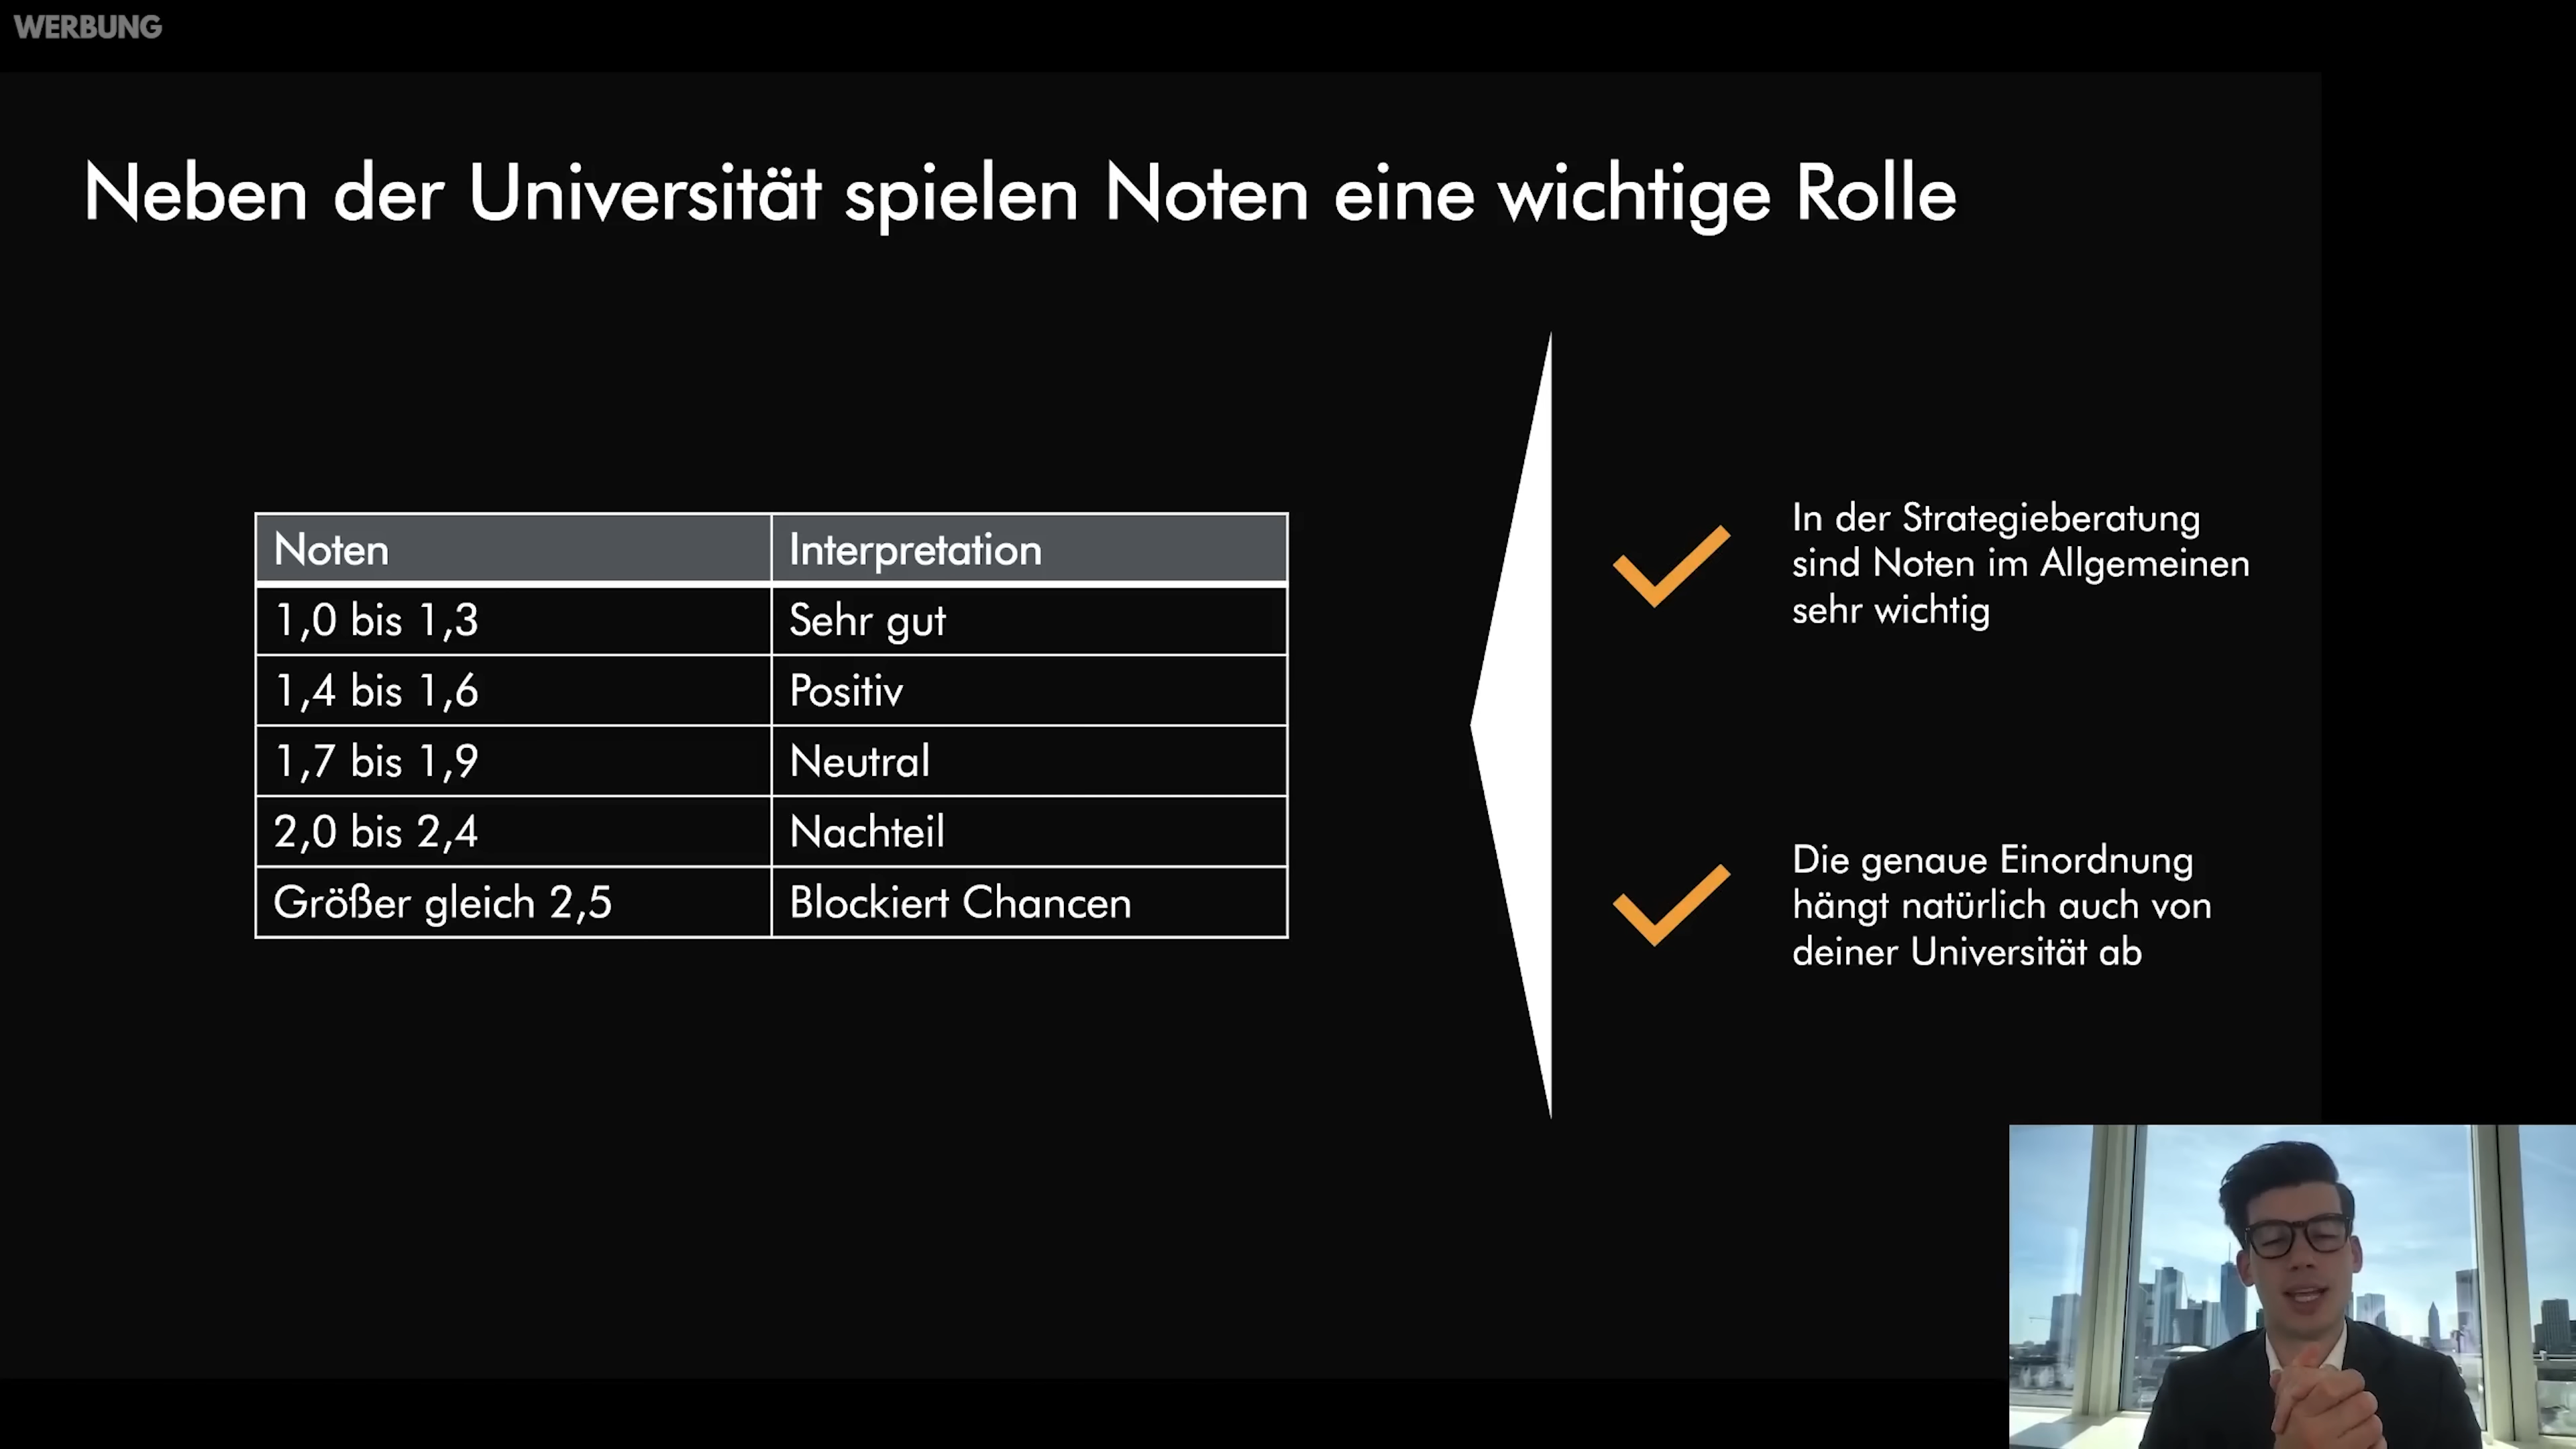 WERBUNG
Neben der Universität spielen Noten eine wichtige Rolle
Noten Interpretation
1,0 bis 1,3 Sehr gut
1,4 bis 1,6 Positiv
1,7 bis 1,9 Neutral
2,0 bis 2,4 Nachteil
Größer gleich 2,5 Blockiert Chancen
In der Strategieberatung
sind Noten im Allgemeinen
sehr wichtig
Die genaue Einordnung
hängt natürlich auch von
deiner Universität ab